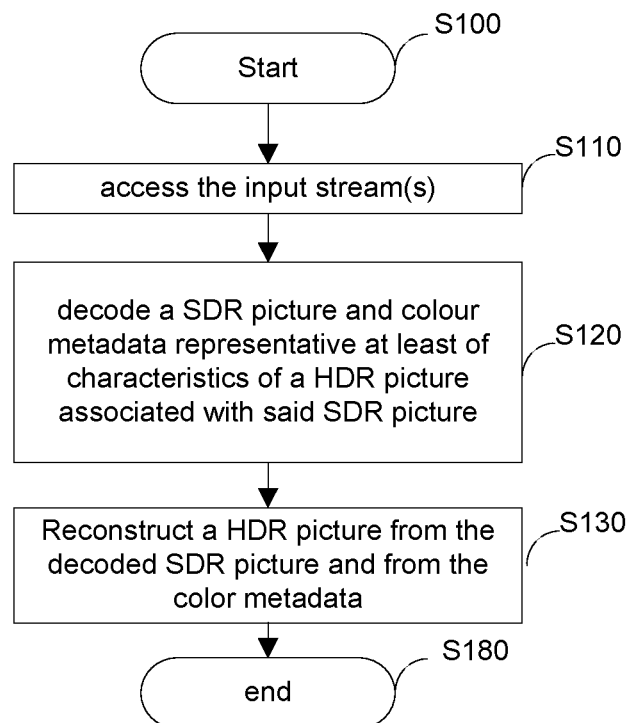 S100
Start
S110
access the input stream(s)
decode a SDR picture and colour
metadata representative at least of
characteristics of a HDR picture
associated with said SDR picture
S120
Reconstruct a HDR picture from the
decoded SDR picture and from the
color metadata
S130
S180
end